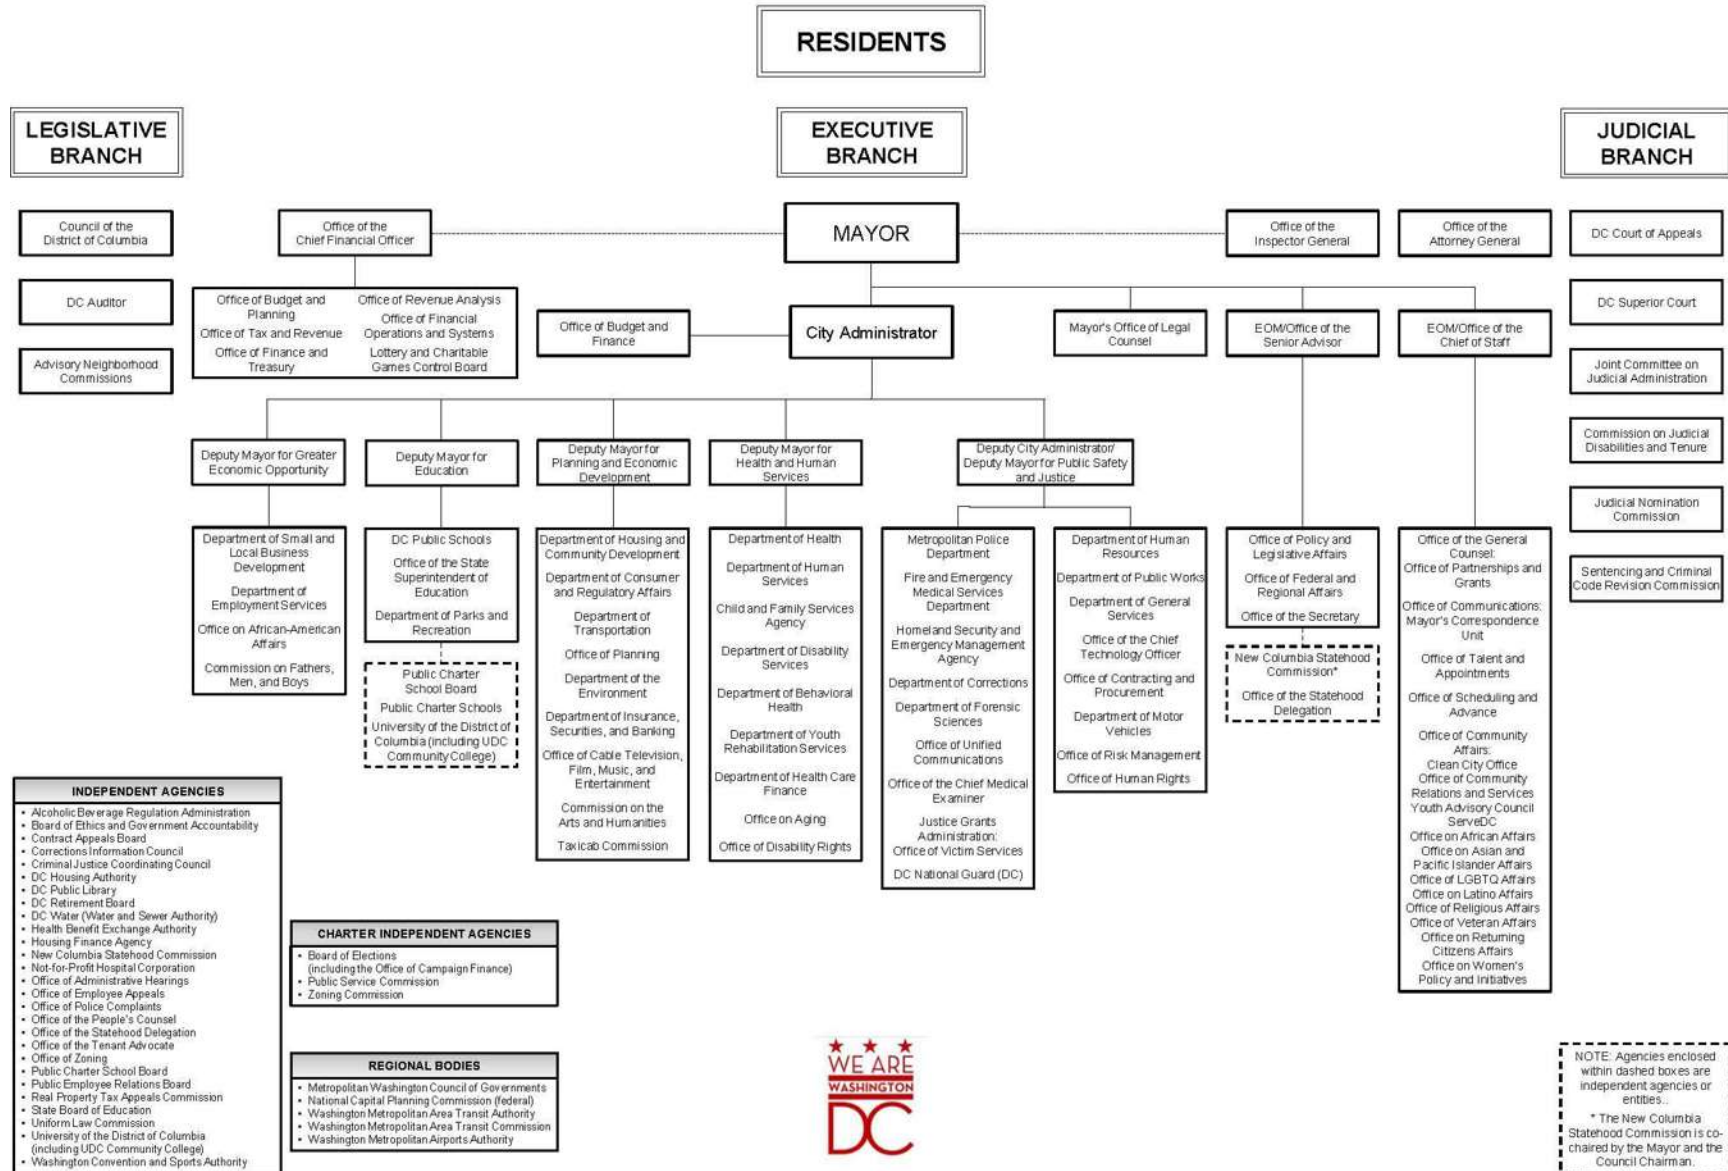 RESIDENTS
LEGISLATIVE
BRANCH
EXECUTIVE
BRANCH
JUDICIAL
BRANCH
Council of the
District of Columbia
DC Auditor
Advisory Neighborhood
Commissions
Office of the
Chief Financial Officer
MAYOR
Office of the
Inspector General
Office of the
Attorney General
DC Court of Appeals
DC Superior Court
Joint Committee on
Judicial Administration
Commission on Judicial
Disabilities and Tenure
Judicial Nomination
Commission
Sentencing and Criminal
Code Revision Commission
Office of Budget and
Planning
Office of Tax and Revenue
Office of Finance and
Treasury
Office of Revenue Analysis
Office of Financial
Operations and Systems
Lottery and Charitable
Games Control Board
Office of Budget and
Finance
City Administrator
Mayor's Office of Legal
Counsel
EOM/Office of the
Senior Advisor
EOM/Office of the
Chief of Staff
Deputy Mayor for Greater
Economic Opportunity
Deputy Mayor for
Education
Deputy Mayor for
Planning and Economic
Development
Deputy Mayor for
Health and Human
Services
Deputy City Administrator/
Deputy Mayor for Public Safety
and Justice
Department of Small and
Local Business
Development
Department of
Employment Services
Office on African-American
Affairs
Commission on Fathers,
Men, and Boys
DC Public Schools
Office of the State
Superintendent of
Education
Department of Parks and
Recreation
Public Charter
School Board
Public Charter Schools
University of the District of
Columbia (including UDC
Community College)
Department of Housing and
Community Development
Department of Consumer
and Regulatory Affairs
Department of
Transportation
Office of Planning
Department of the
Environment
Department of Insurance,
Securities, and Banking
Office of Cable Television,
Film, Music, and
Entertainment
Commission on the
Arts and Humanities
Taxicab Commission
Department of Health
Department of Human
Services
Child and Family Services
Agency
Department of Disability
Services
Department of Behavioral
Health
Department of Youth
Rehabilitation Services
Department of Health Care
Finance
Office on Aging
Office of Disability Rights
Metropolitan Police
Department
Fire and Emergency
Medical Services
Department
Homeland Security and
Emergency Management
Agency
Department of Corrections
Department of Forensic
Sciences
Office of Unified
Communications
Office of the Chief Medical
Examiner
Justice Grants
Administration:
Office of Victim Services
DC National Guard (DC)
Department of Human
Resources
Department of Public Works
Department of General
Services
Office of the Chief
Technology Officer
Office of Contracting and
Procurement
Department of Motor
Vehicles
Office of Risk Management
Office of Human Rights
Office of Policy and
Legislative Affairs
Office of Federal and
Regional Affairs
Office of the Secretary
New Columbia Statehood
Commission*
Office of the Statehood
Delegation
Office of the General
Counsel:
Office of Partnerships and
Grants
Office of Communications:
Mayor's Correspondence
Unit
Office of Talent and
Appointments
Office of Scheduling and
Advance
Office of Community
Affairs:
Clean City Office
Office of Community
Relations and Services
Youth Advisory Council
ServeDC
Office on African Affairs
Office on Asian and
Pacific Islander Affairs
Office of LGBTQ Affairs
Office on Latino Affairs
Office of Religious Affairs
Office of Veteran Affairs
Office on Returning
Citizens Affairs
Office on Women's
Policy and Initiatives
INDEPENDENT AGENCIES
• Alcoholic Beverage Regulation Administration
• Board of Ethics and Government Accountability
• Contract Appeals Board
• Corrections Information Council
• Criminal Justice Coordinating Council
• DC Housing Authority
• DC Public Library
• DC Retirement Board
• DC Water (Water and Sewer Authority)
• Health Benefit Exchange Authority
• Housing Finance Agency
• New Columbia Statehood Commission
• Not-for-Profit Hospital Corporation
• Office of Administrative Hearings
• Office of Employee Appeals
• Office of Police Complaints
• Office of the People's Counsel
• Office of the Statehood Delegation
• Office of the Tenant Advocate
• Office of Zoning
• Public Charter School Board
• Public Employee Relations Board
• Real Property Tax Appeals Commission
• State Board of Education
• Uniform Law Commission
• University of the District of Columbia
(including UDC Community College)
• Washington Convention and Sports Authority
CHARTER INDEPENDENT AGENCIES
• Board of Elections
(including the Office of Campaign Finance)
• Public Service Commission
• Zoning Commission
REGIONAL BODIES
• Metropolitan Washington Council of Governments
• National Capital Planning Commission (federal)
• Washington Metropolitan Area Transit Authority
• Washington Metropolitan Area Transit Commission
• Washington Metropolitan Airports Authority
WE ARE
WASHINGTON
DC
NOTE: Agencies enclosed
within dashed boxes are
independent agencies or
entities..
* The New Columbia
Statehood Commission is co-
chaired by the Mayor and the
Council Chairman.